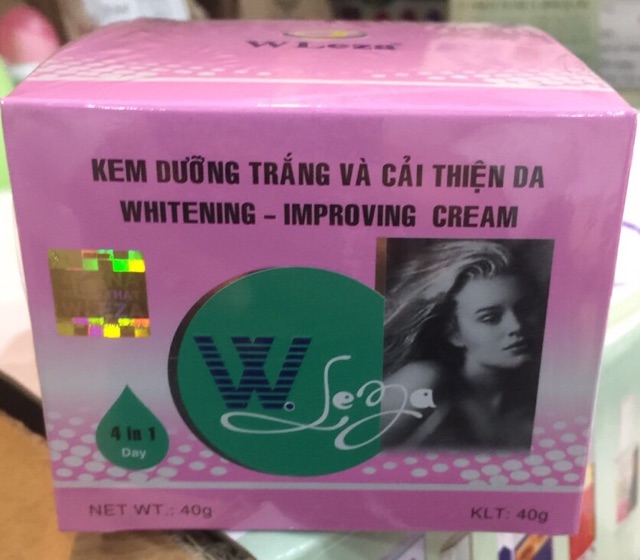 W Leza
KEM DƯỠNG TRẮNG VÀ CẢI THIỆN DA
WHITENING – IMPROVING CREAM
W. Leza
4 in 1
Day
NET WT.: 40g
KLT: 40g